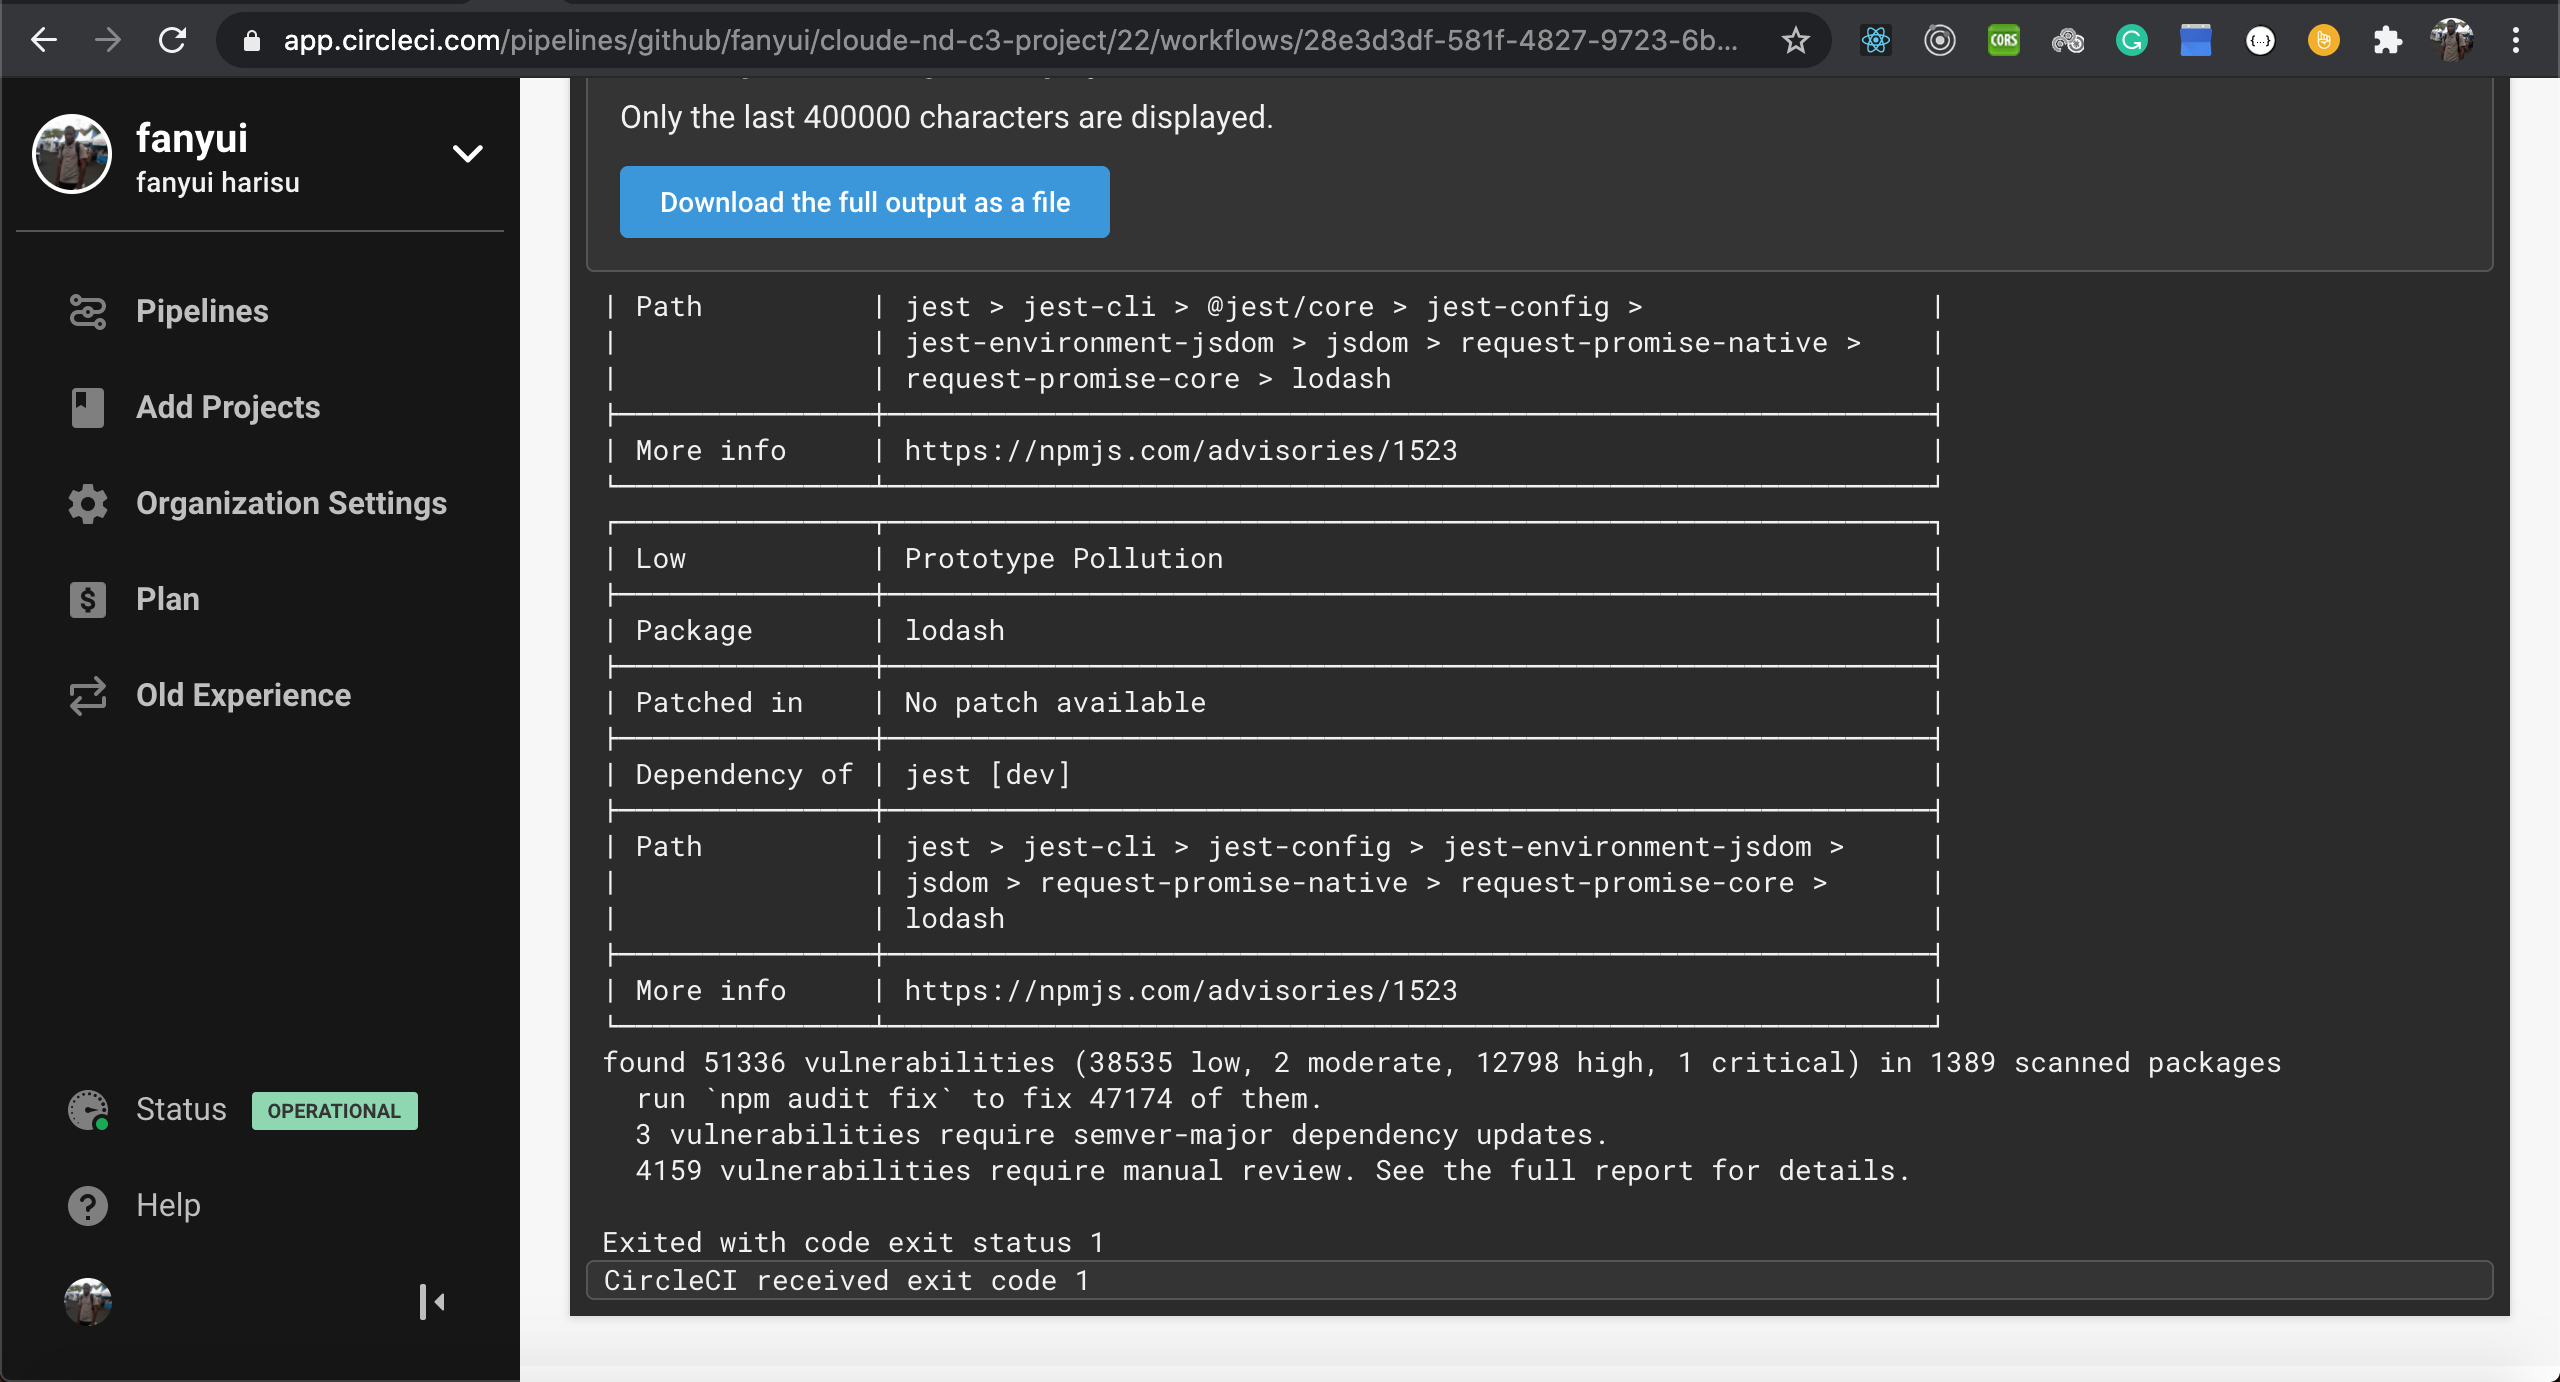 app.circleci.com/pipelines/github/fanyui/cloude-nd-c3-project/22/workflows/28e3d3df-581f-4827-9723-6b...
CORS
fanyui
fanyui harisu
Pipelines
Add Projects
Organization Settings
Plan
Old Experience
Status OPERATIONAL
Help
Only the last 400000 characters are displayed.
Download the full output as a file
| Path | jest > jest-cli > @jest/core > jest-config > |
| | jest-environment-jsdom > jsdom > request-promise-native > |
| | request-promise-core > lodash |
| More info | https://npmjs.com/advisories/1523 |
| Low | Prototype Pollution |
| Package | lodash |
| Patched in | No patch available |
| Dependency of | jest [dev] |
| Path | jest > jest-cli > jest-config > jest-environment-jsdom > |
| | jsdom > request-promise-native > request-promise-core > |
| | lodash |
| More info | https://npmjs.com/advisories/1523 |
found 51336 vulnerabilities (38535 low, 2 moderate, 12798 high, 1 critical) in 1389 scanned packages
run `npm audit fix` to fix 47174 of them.
3 vulnerabilities require semver-major dependency updates.
4159 vulnerabilities require manual review. See the full report for details.
Exited with code exit status 1
CircleCI received exit code 1